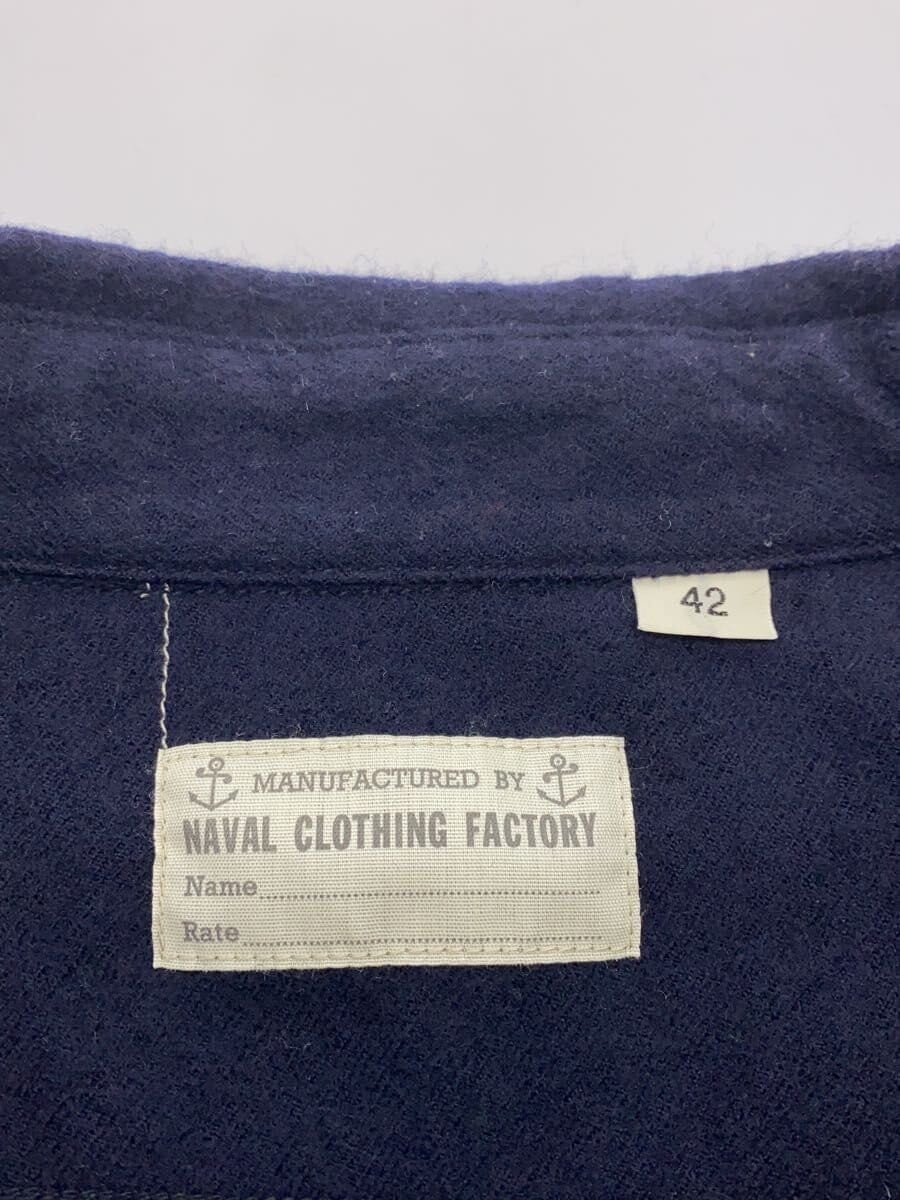 42
MANUFACTURED BY
NAVAL CLOTHING FACTORY
Name
Rate